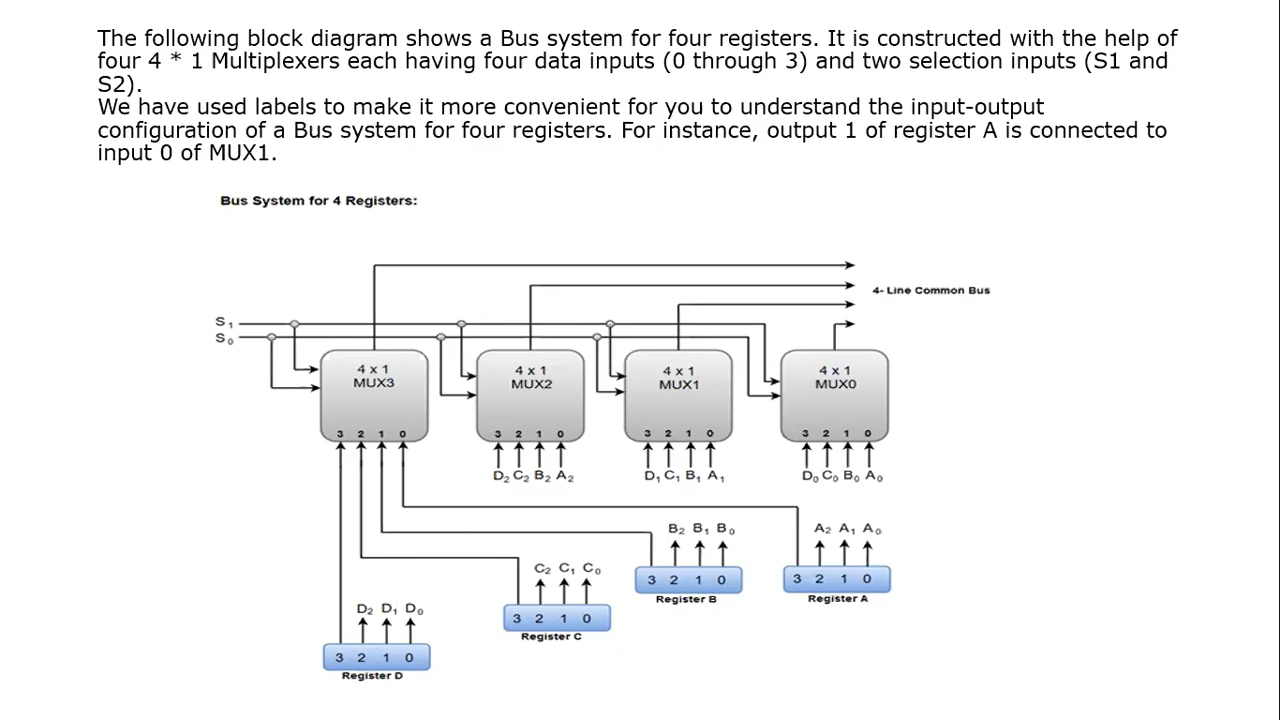 The following block diagram shows a Bus system for four registers. It is constructed with the help of
four 4 * 1 Multiplexers each having four data inputs (0 through 3) and two selection inputs (S1 and
S2).
We have used labels to make it more convenient for you to understand the input-output
configuration of a Bus system for four registers. For instance, output 1 of register A is connected to
input 0 of MUX1.
Bus System for 4 Registers:
4- Line Common Bus
S₁
S₀
4 x 1 4 x 1 4 x 1 4 x 1
MUX3 MUX2 MUX1 MUX0
3 2 1 0 3 2 1 0 3 2 1 0 3 2 1 0
D₂ C₂ B₂ A₂ D₁ C₁ B₁ A₁ D₀ C₀ B₀ A₀
B₂ B₁ B₀ A₂ A₁ A₀
3 2 1 0 3 2 1 0
Register B Register A
C₂ C₁ C₀
3 2 1 0
Register C
D₂ D₁ D₀
3 2 1 0
Register D